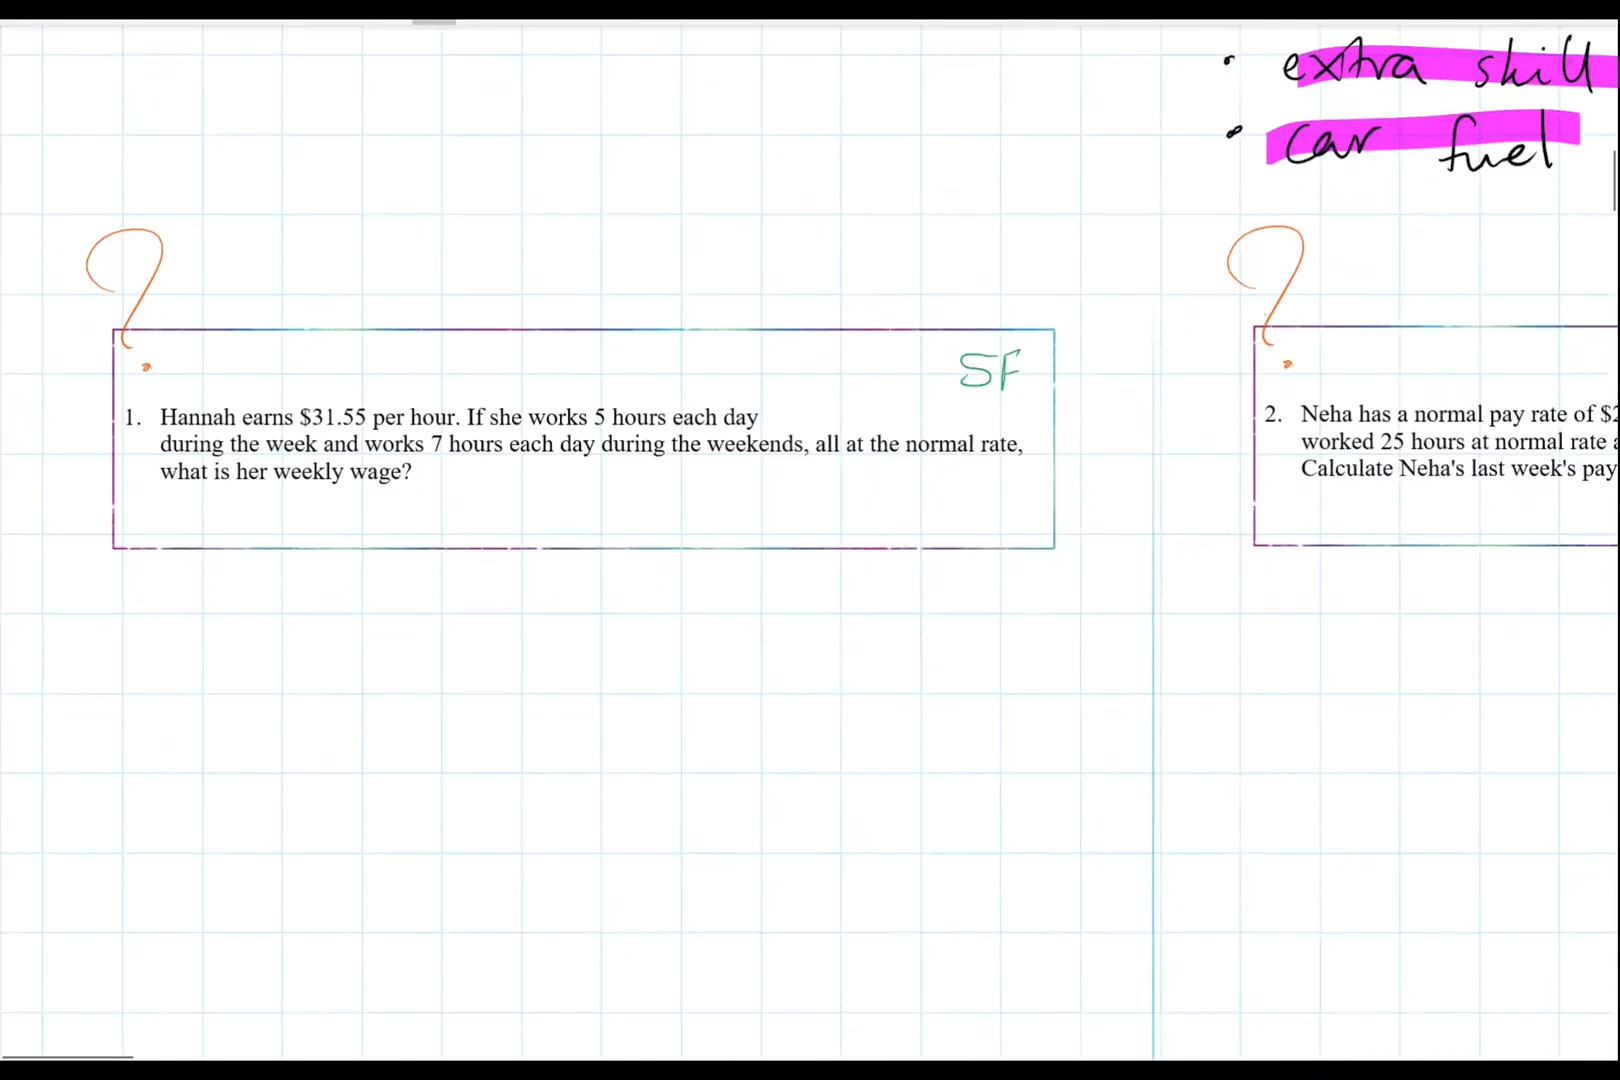 extra skill
car fuel
SF
1. Hannah earns $31.55 per hour. If she works 5 hours each day
during the week and works 7 hours each day during the weekends, all at the normal rate,
what is her weekly wage?
2. Neha has a normal pay rate of $2
worked 25 hours at normal rate a
Calculate Neha's last week's pay